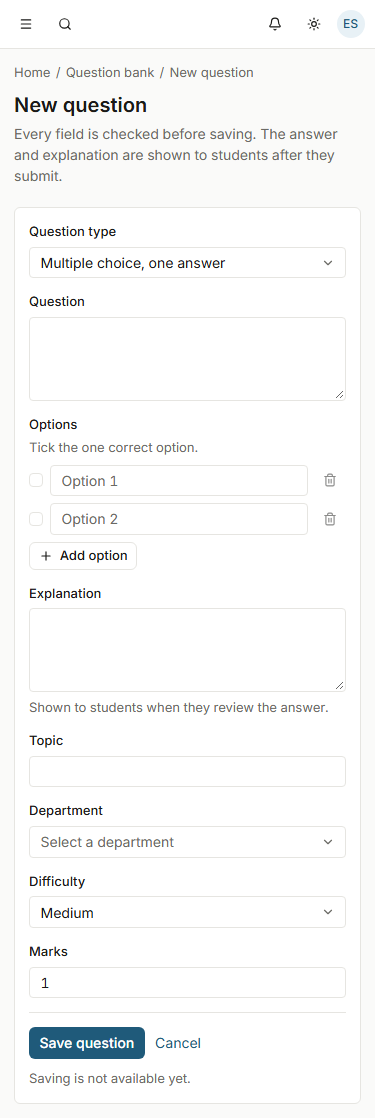 ES
Home / Question bank / New question
New question
Every field is checked before saving. The answer
and explanation are shown to students after they
submit.
Question type
Multiple choice, one answer
Question
Options
Tick the one correct option.
Option 1
Option 2
+ Add option
Explanation
Shown to students when they review the answer.
Topic
Department
Select a department
Difficulty
Medium
Marks
1
Save question Cancel
Saving is not available yet.